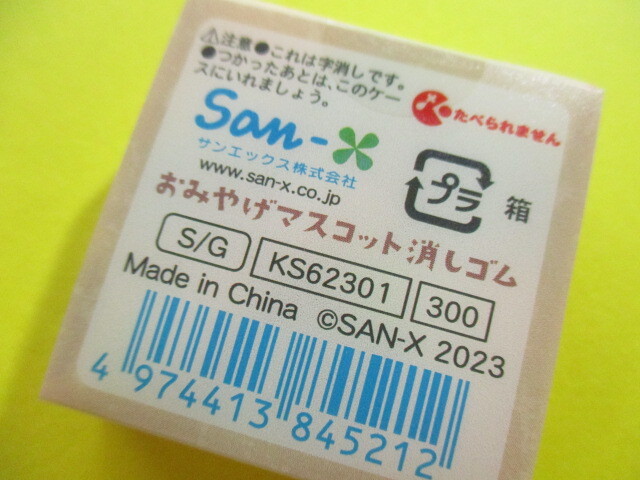 ⚠注意●これは字消しです。
●つかったあとは、このケー
スにいれましょう。
たべられません
San-X
サンエックス株式会社
www.san-x.co.jp
プラ
箱
おみやげマスコット消しゴム
S/G KS62301 300
Made in China ©SAN-X 2023
4 974413 845212